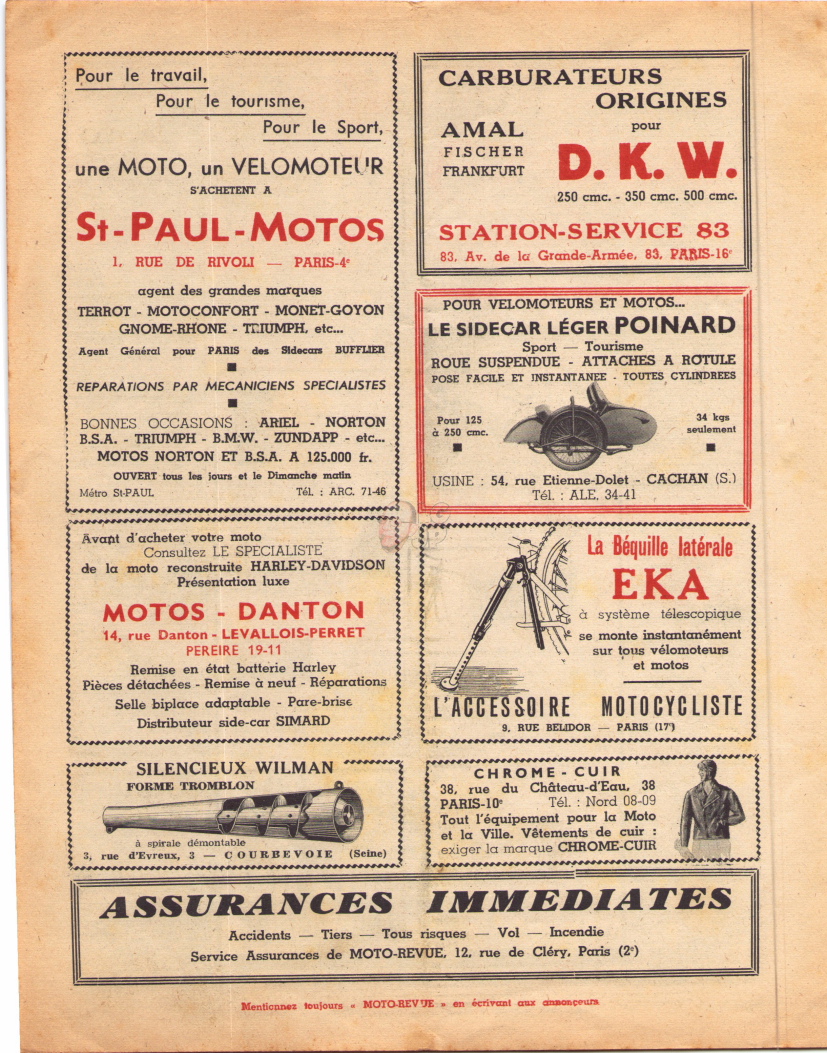 Pour le travail,
Pour le tourisme,
Pour le Sport,
une MOTO, un VELOMOTEUR
S'ACHETENT A
St-PAUL-MOTOS
1, RUE DE RIVOLI — PARIS-4e
agent des grandes marques
TERROT - MOTOCONFORT - MONET-GOYON
GNOME-RHONE - TRIUMPH, etc...
Agent Général pour PARIS des Sidecars BUFFLIER
REPARATIONS PAR MECANICIENS SPECIALISTES
BONNES OCCASIONS : ARIEL - NORTON
B.S.A. - TRIUMPH - B.M.W. - ZUNDAPP - etc...
MOTOS NORTON ET B.S.A. A 125.000 fr.
OUVERT tous les jours et le Dimanche matin
Métro St-PAUL Tél. : ARC. 71-46
CARBURATEURS
ORIGINES
AMAL
FISCHER
FRANKFURT
pour
D. K. W.
250 cmc. - 350 cmc. 500 cmc.
STATION-SERVICE 83
83, Av. de la Grande-Armée, 83, PARIS-16e
POUR VELOMOTEURS ET MOTOS...
LE SIDECAR LÉGER POINARD
Sport — Tourisme
ROUE SUSPENDUE - ATTACHES A ROTULE
POSE FACILE ET INSTANTANEE - TOUTES CYLINDREES
Pour 125
à 250 cmc.
34 kgs
seulement
USINE : 54, rue Etienne-Dolet - CACHAN (S.)
Tél. : ALE. 34-41
Avant d'acheter votre moto
Consultez LE SPECIALISTE
de la moto reconstruite HARLEY-DAVIDSON
Présentation luxe
MOTOS - DANTON
14, rue Danton - LEVALLOIS-PERRET
PEREIRE 19-11
Remise en état batterie Harley
Pièces détachées - Remise à neuf - Réparations
Selle biplace adaptable - Pare-brise
Distributeur side-car SIMARD
La Béquille latérale
EKA
à système télescopique
se monte instantanément
sur tous vélomoteurs
et motos
L'ACCESSOIRE MOTOCYCLISTE
9, RUE BELIDOR — PARIS (17e)
SILENCIEUX WILMAN
FORME TROMBLON
à spirale démontable
3, rue d'Evreux, 3 — COURBEVOIE (Seine)
CHROME-CUIR
38, rue du Château-d'Eau, 38
PARIS-10e Tél. : Nord 08-09
Tout l'équipement pour la Moto
et la Ville. Vêtements de cuir :
exiger la marque CHROME-CUIR
ASSURANCES IMMEDIATES
Accidents — Tiers — Tous risques — Vol — Incendie
Service Assurances de MOTO-REVUE, 12, rue de Cléry, Paris (2e)
Mentionnez toujours « MOTO-REVUE » en écrivant aux annonceurs